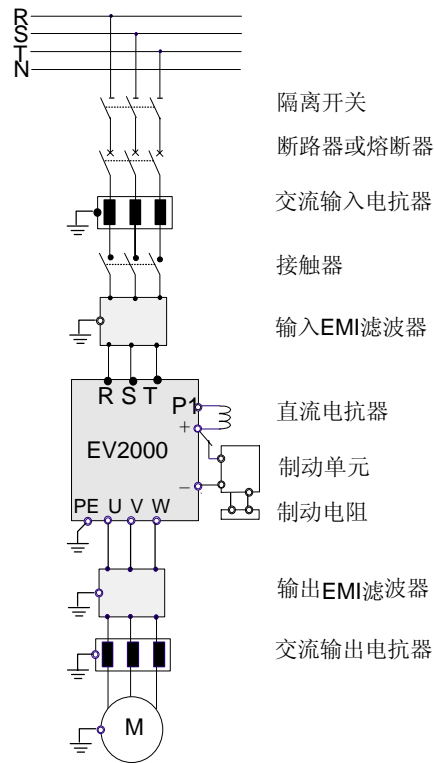 R
S
T
N
隔离开关
断路器或熔断器
交流输入电抗器
接触器
输入EMI滤波器
R S T
P1
直流电抗器
+
EV2000
制动单元
−
制动电阻
PE U V W
输出EMI滤波器
交流输出电抗器
M